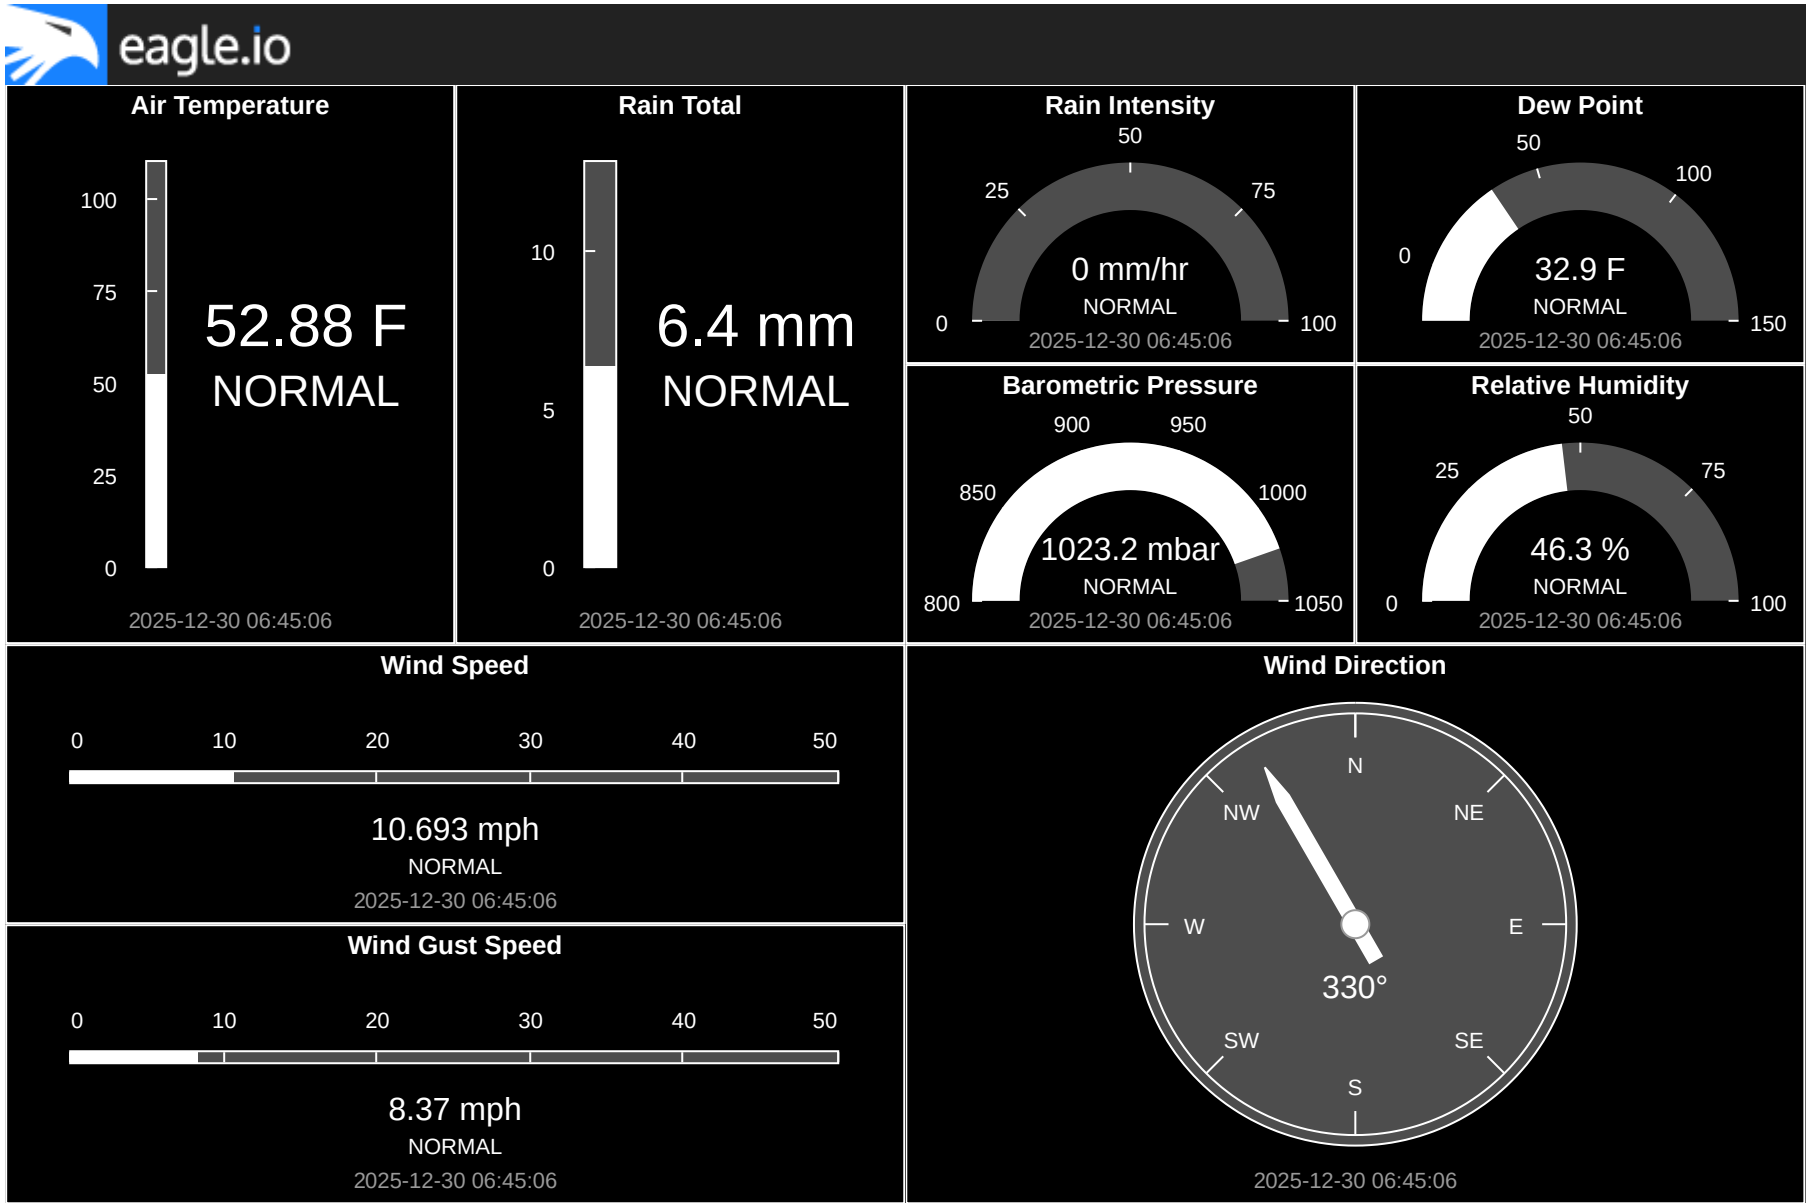 eagle.io
Air Temperature
100
75
50
25
0
52.88 F
NORMAL
2025-12-30 06:45:06
Rain Total
10
5
0
6.4 mm
NORMAL
2025-12-30 06:45:06
Rain Intensity
0
25
50
75
100
0 mm/hr
NORMAL
2025-12-30 06:45:06
Dew Point
0
50
100
150
32.9 F
NORMAL
2025-12-30 06:45:06
Barometric Pressure
800
850
900
950
1000
1050
1023.2 mbar
NORMAL
2025-12-30 06:45:06
Relative Humidity
0
25
50
75
100
46.3 %
NORMAL
2025-12-30 06:45:06
Wind Speed
0 10 20 30 40 50
10.693 mph
NORMAL
2025-12-30 06:45:06
Wind Gust Speed
0 10 20 30 40 50
8.37 mph
NORMAL
2025-12-30 06:45:06
Wind Direction
N
NW NE
W E
330°
SW SE
S
2025-12-30 06:45:06